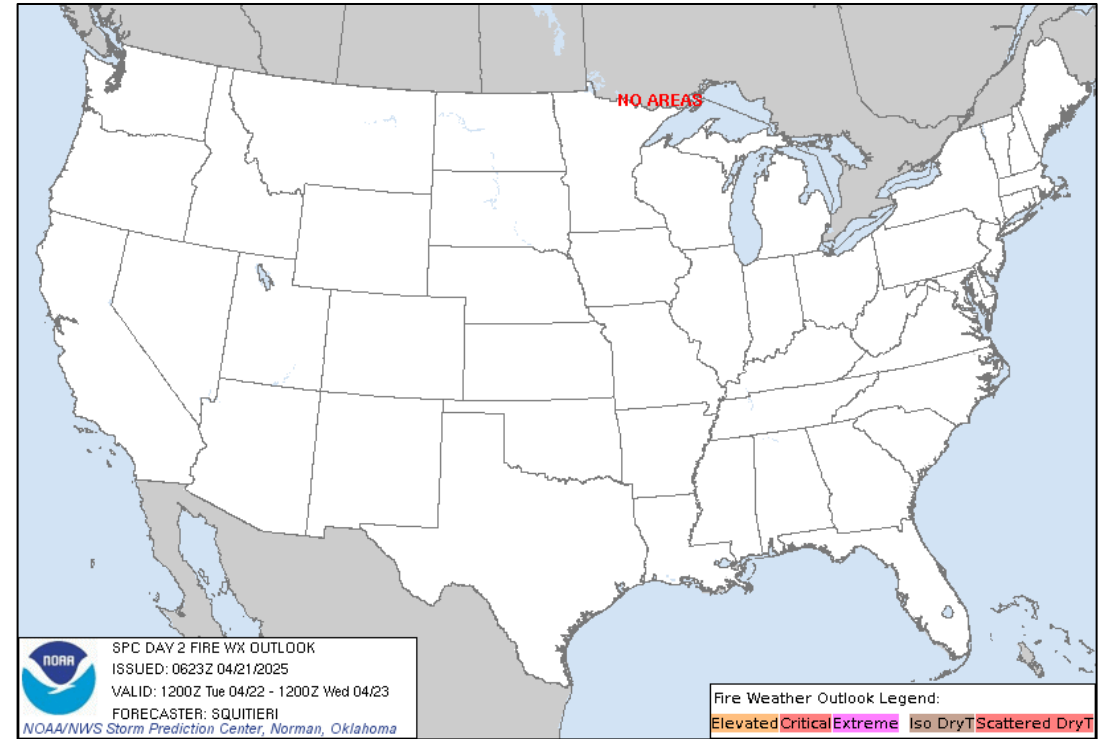 NO AREAS
NOAA
SPC DAY 2 FIRE WX OUTLOOK
ISSUED: 0623Z 04/21/2025
VALID: 1200Z Tue 04/22 - 1200Z Wed 04/23
FORECASTER: SQUITIERI
NOAA/NWS Storm Prediction Center, Norman, Oklahoma
Fire Weather Outlook Legend:
Elevated Critical Extreme Iso DryT Scattered DryT